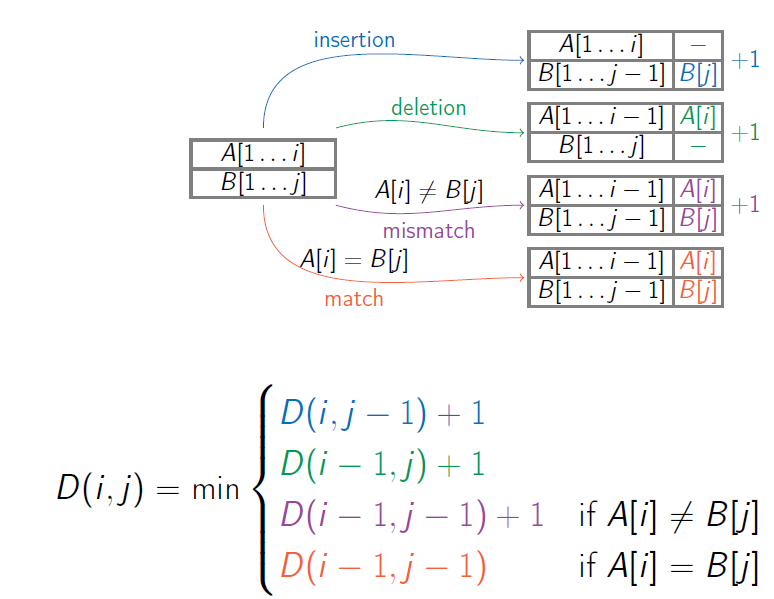 insertion
A[1 … i] −
B[1 … j − 1] B[j] +1
deletion
A[1 … i − 1] A[i]
B[1 … j] − +1
A[1 … i]
B[1 … j]
A[i] ≠ B[j]
mismatch
A[1 … i − 1] A[i]
B[1 … j − 1] B[j] +1
A[i] = B[j]
match
A[1 … i − 1] A[i]
B[1 … j − 1] B[j]
D(i, j) = min
D(i, j − 1) + 1
D(i − 1, j) + 1
D(i − 1, j − 1) + 1 if A[i] ≠ B[j]
D(i − 1, j − 1) if A[i] = B[j]